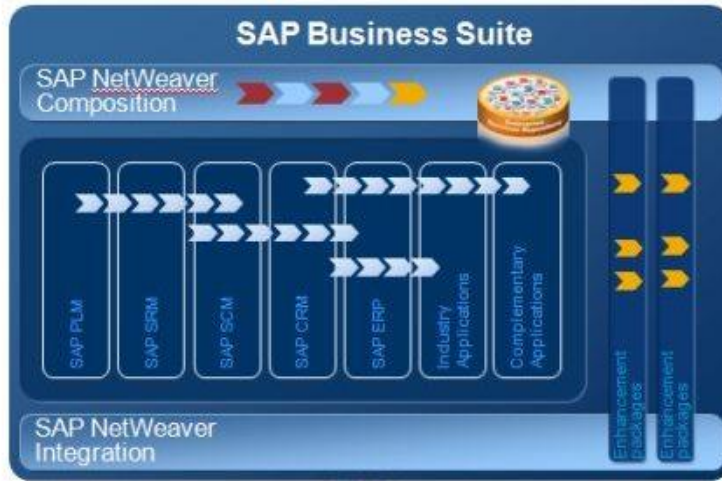 SAP Business Suite
SAP NetWeaver
Composition
SAP PLM
SAP SRM
SAP SCM
SAP CRM
SAP ERP
Industry
Applications
Complementary
Applications
Enhancement
packages
Enhancement
packages
SAP NetWeaver
Integration